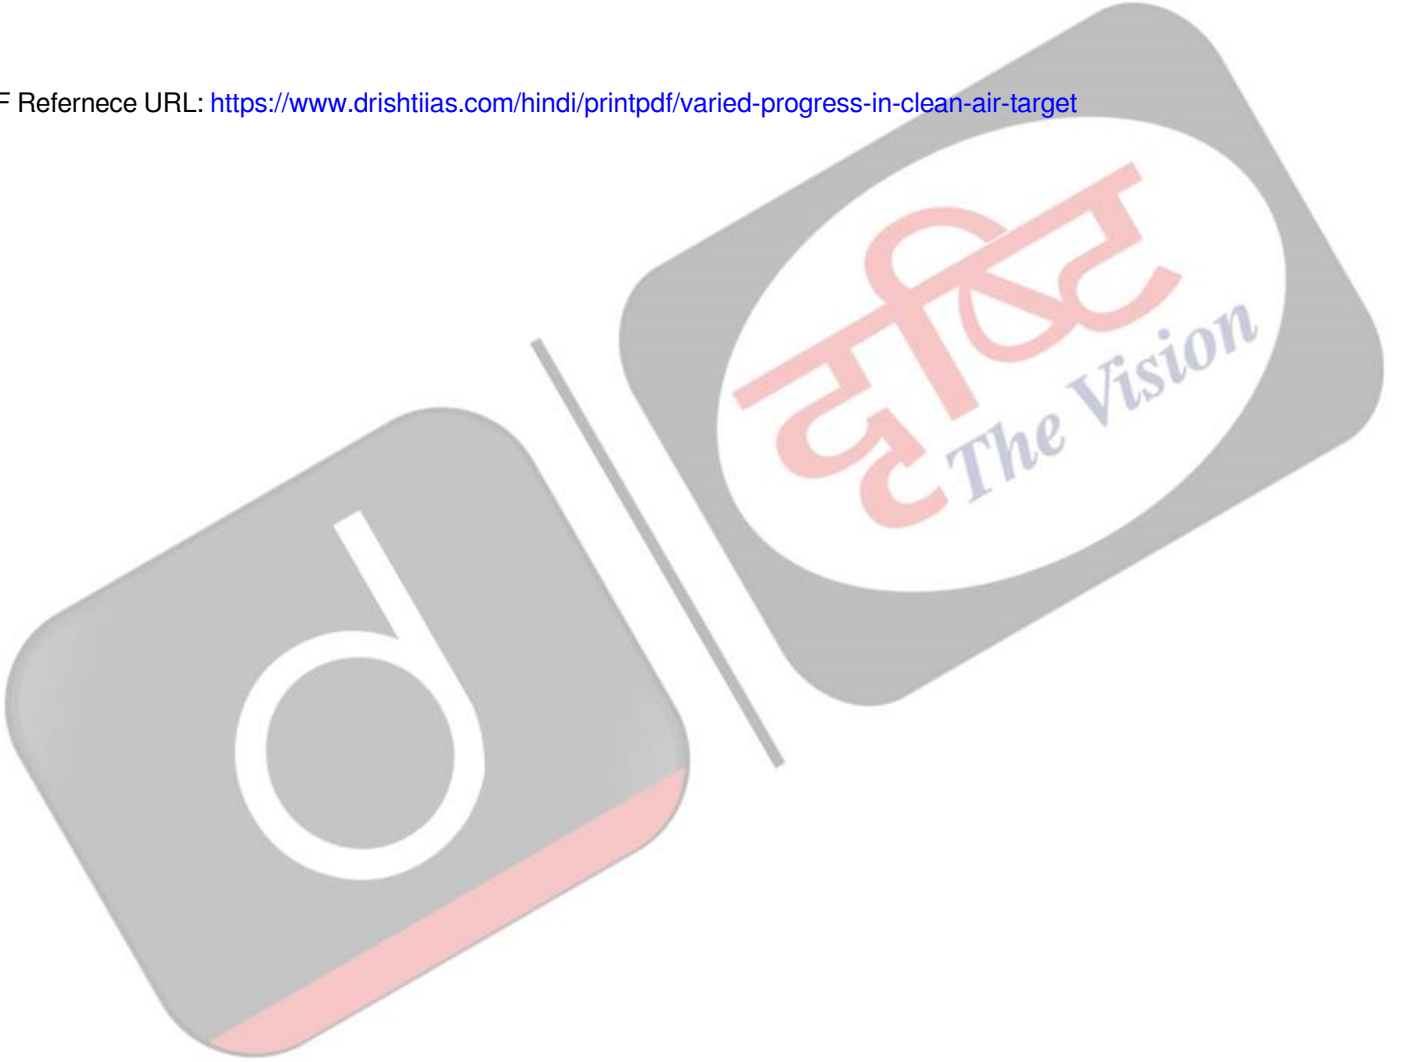 F Refernece URL: https://www.drishtiias.com/hindi/printpdf/varied-progress-in-clean-air-target
दृष्टि
The Vision
d